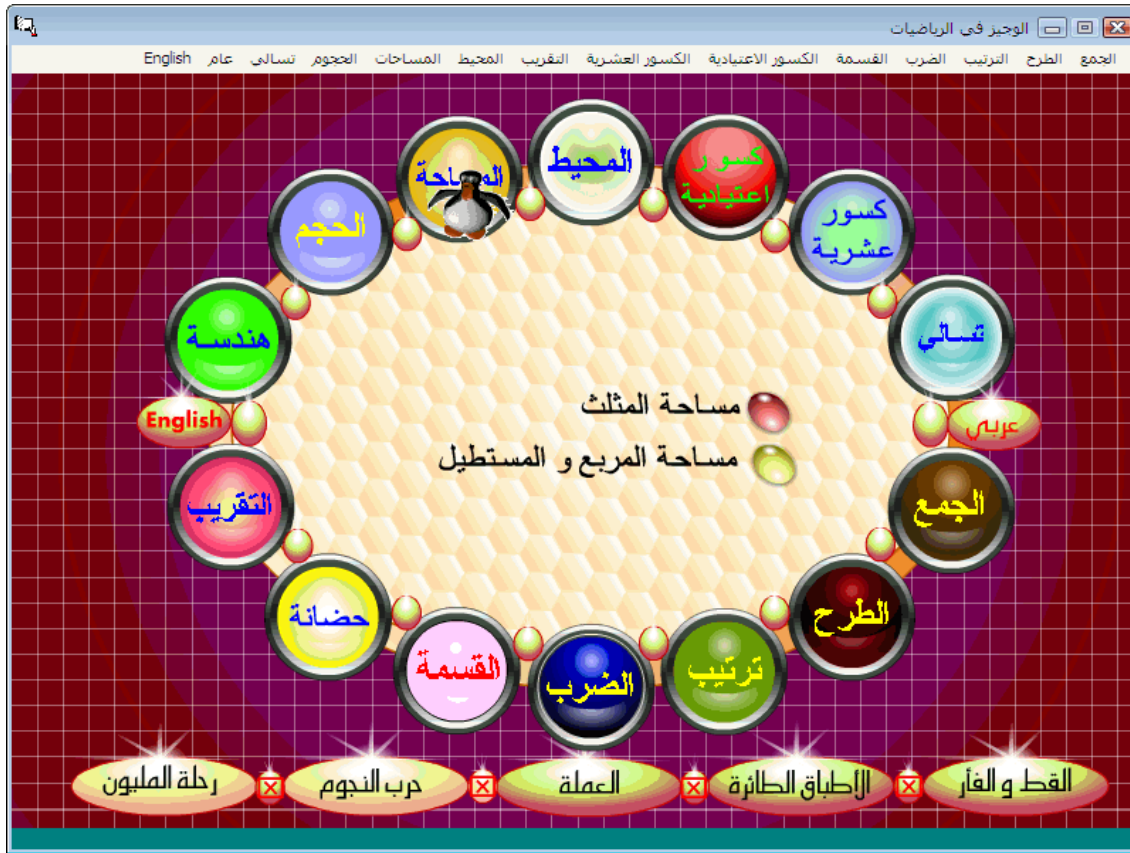 الوجيز في الرياضيات
الجمع الطرح الترتيب الضرب القسمة الكسور الاعتيادية الكسور العشرية التقريب المحيط المساحات الحجوم تسالي عام English
المحيط
كسور
اعتيادية
المساحة
كسور
عشرية
الحجم
تسالي
هندسة
مساحة المثلث
عربي
English
مساحة المربع و المستطيل
الجمع
التقريب
الطرح
حضانة
ترتيب
القسمة
الضرب
القط و الفأر
الأطباق الطائرة
العملة
حرب النجوم
رحلة المليون